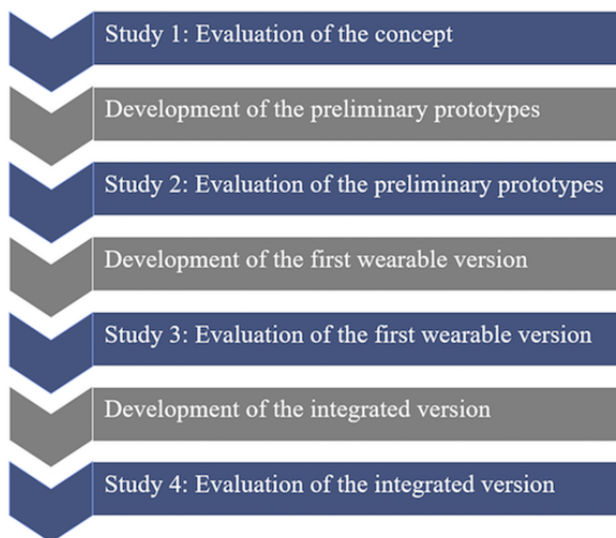 Study 1: Evaluation of the concept
Development of the preliminary prototypes
Study 2: Evaluation of the preliminary prototypes
Development of the first wearable version
Study 3: Evaluation of the first wearable version
Development of the integrated version
Study 4: Evaluation of the integrated version